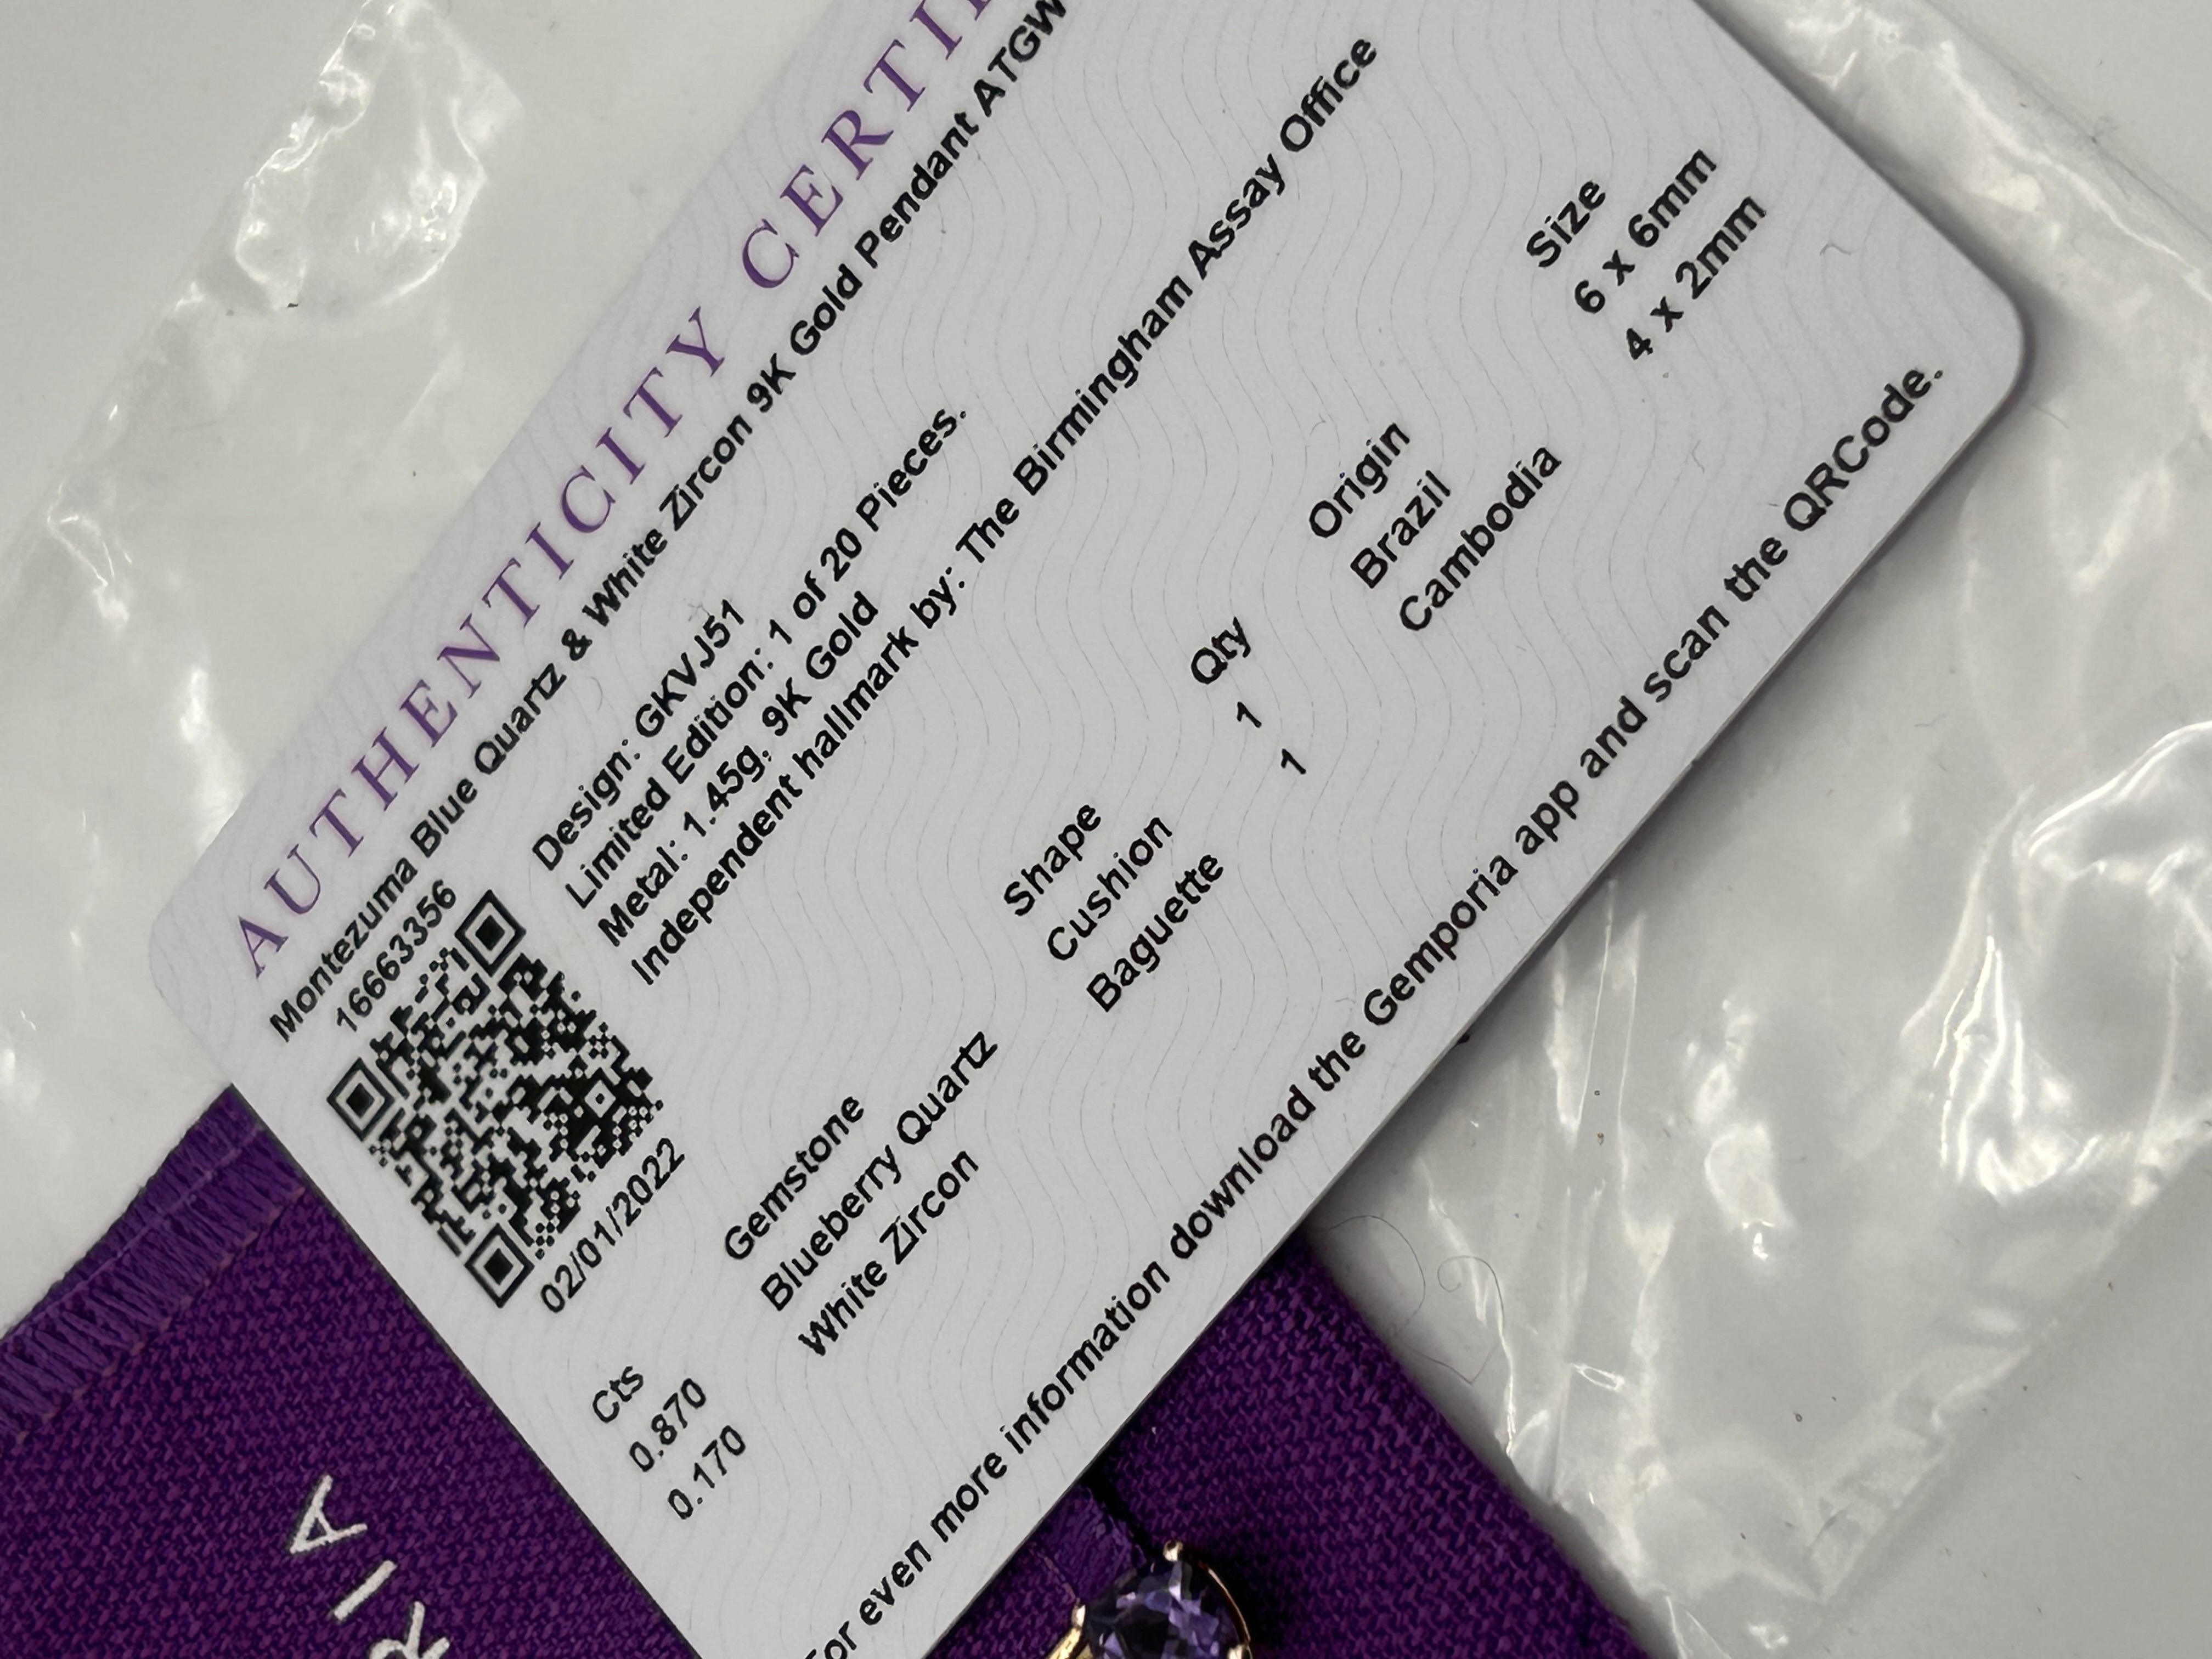 AUTHENTICITY
Montezuma Blue Quartz & White Zircon 9K Gold Pendant
16663356
Design: GKVJ51
Limited Edition: 1 of 20 Pieces.
Metal: 1.45g, 9K Gold
Independent hallmark by: The Birmingham Assay Office
02/01/2022
Cts Gemstone Shape Qty Origin Size
0.870 Blueberry Quartz Cushion 1 Brazil 6 x 6mm
0.170 White Zircon Baguette 1 Cambodia 4 x 2mm
For even more information download the Gemporia app and scan the QRCode.
RIA